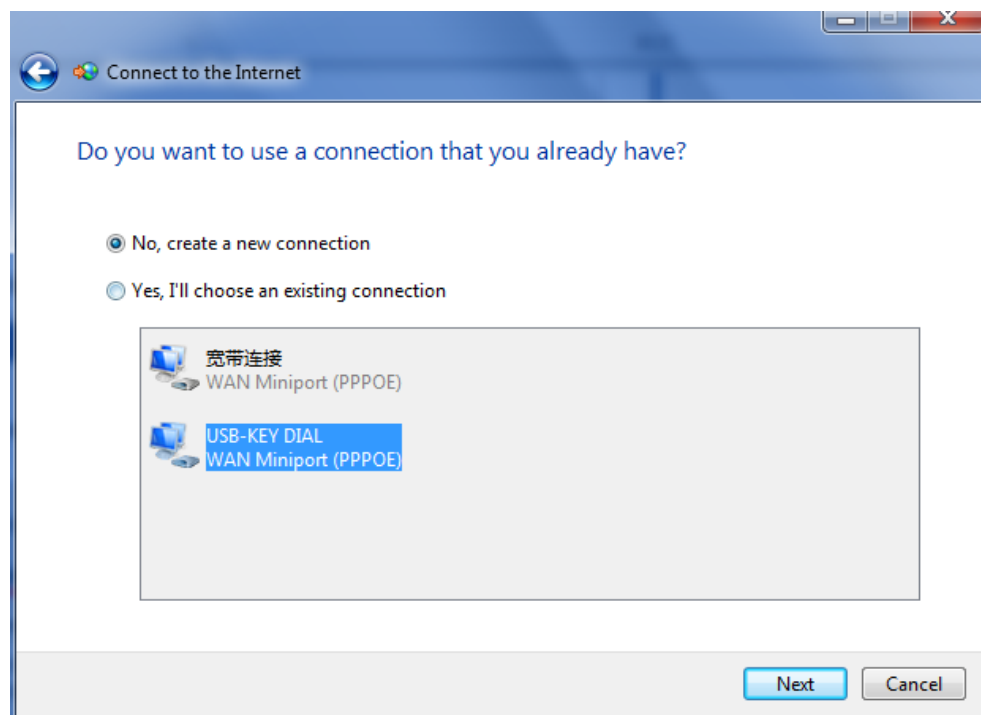 Connect to the Internet
Do you want to use a connection that you already have?
No, create a new connection
Yes, I'll choose an existing connection
宽带连接
WAN Miniport (PPPOE)
USB-KEY DIAL
WAN Miniport (PPPOE)
Next
Cancel